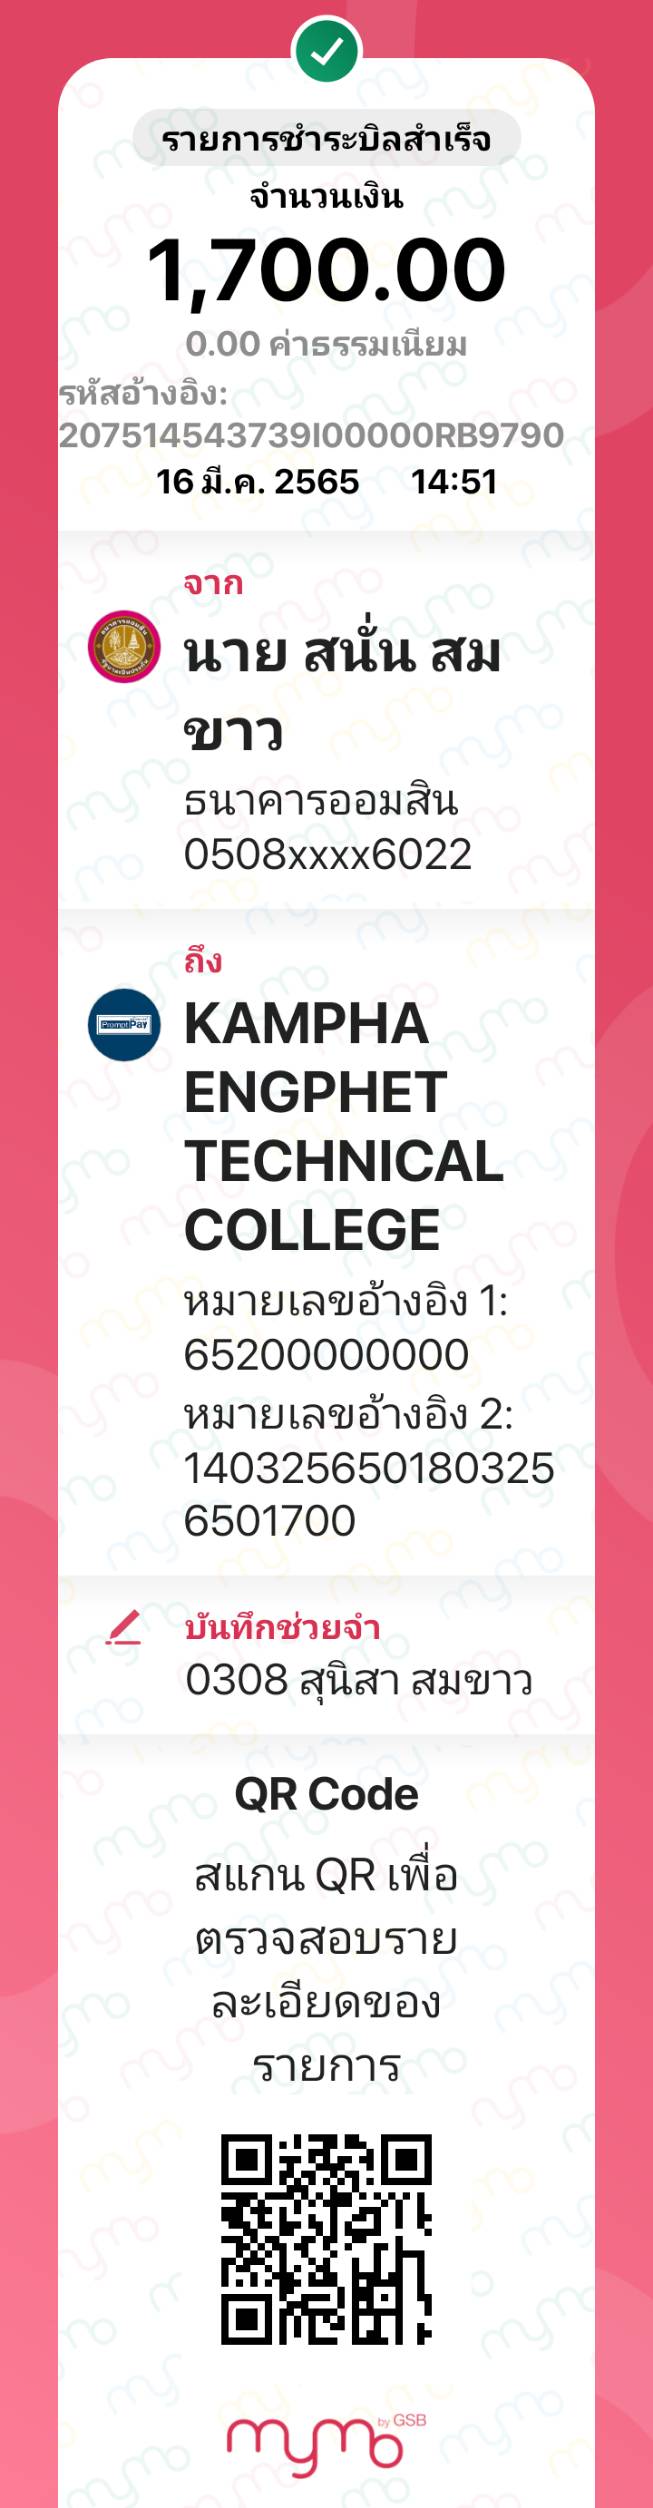 รายการชำระบิลสำเร็จ
จำนวนเงิน
1,700.00
0.00 ค่าธรรมเนียม
รหัสอ้างอิง:
207514543739I00000RB9790
16 มี.ค. 2565 14:51
จาก
นาย สนั่น สม
ขาว
ธนาคารออมสิน
0508xxxx6022
ถึง
PromptPay
KAMPHA
ENGPHET
TECHNICAL
COLLEGE
หมายเลขอ้างอิง 1:
65200000000
หมายเลขอ้างอิง 2:
140325650180325
6501700
บันทึกช่วยจำ
0308 สุนิสา สมขาว
QR Code
สแกน QR เพื่อ
ตรวจสอบราย
ละเอียดของ
รายการ
mymo by GSB